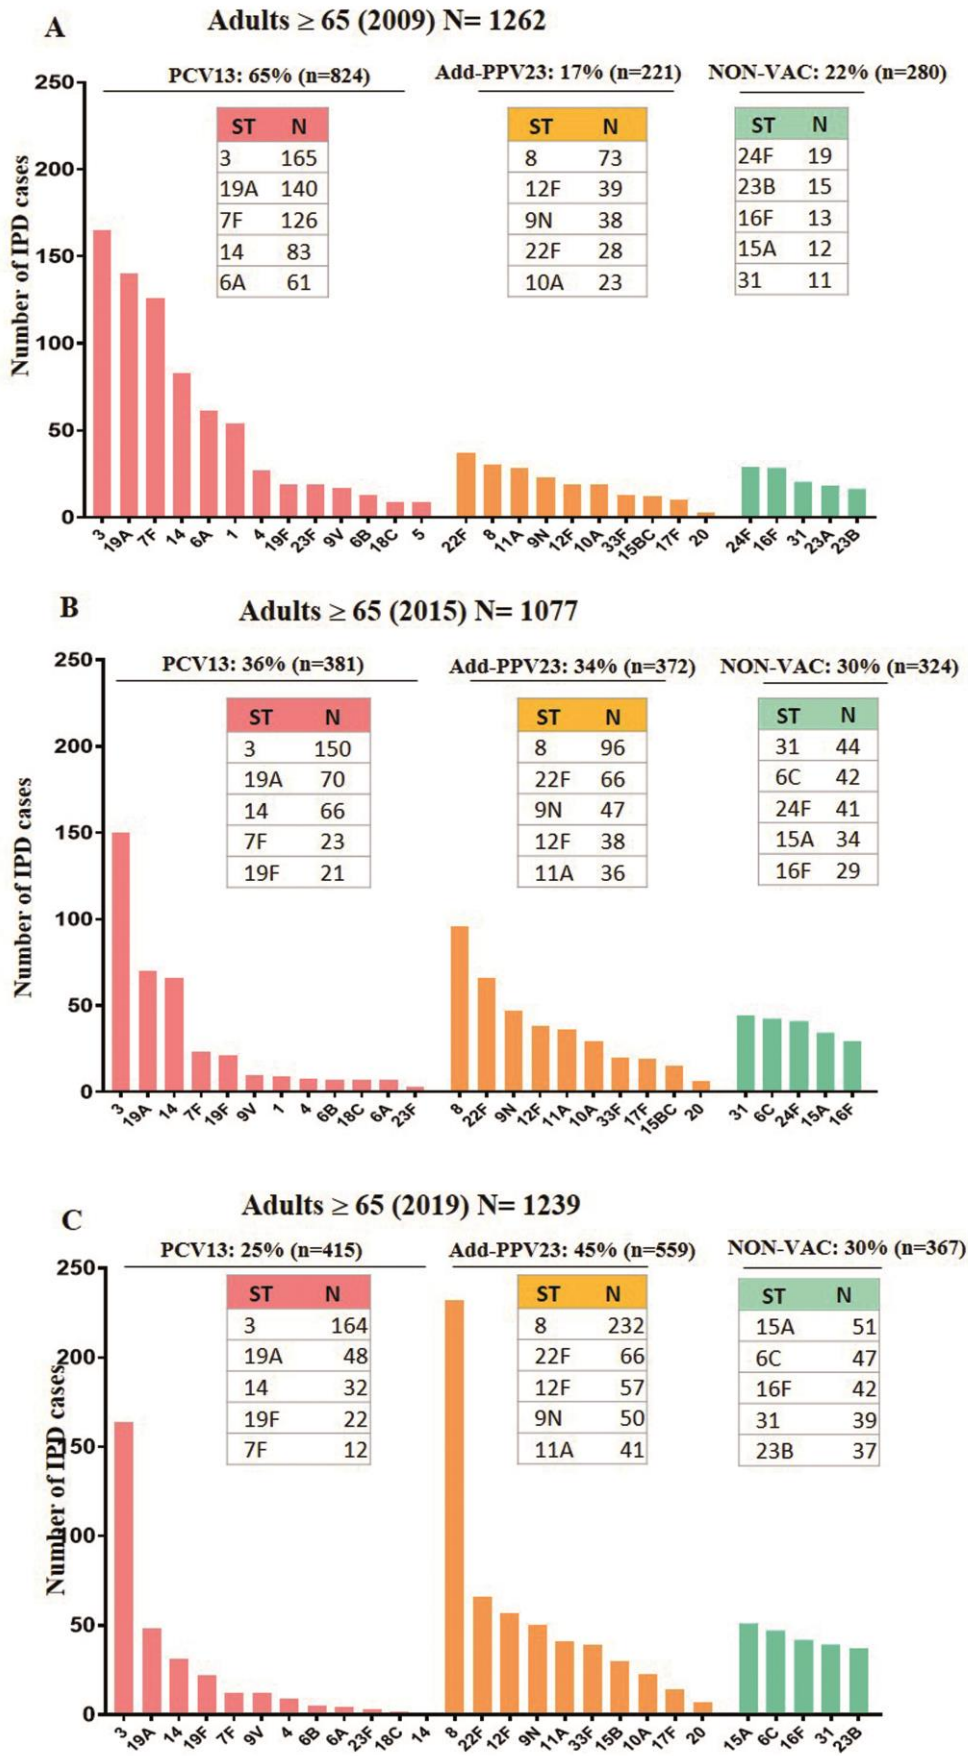 A
Adults ≥ 65 (2009) N= 1262
PCV13: 65% (n=824)
Add-PPV23: 17% (n=221)
NON-VAC: 22% (n=280)
Number of IPD cases
250
200
150
100
50
0
ST N
3 165
19A 140
7F 126
14 83
6A 61
ST N
8 73
12F 39
9N 38
22F 28
10A 23
ST N
24F 19
23B 15
16F 13
15A 12
31 11
3 19A 7F 14 6A 1 4 19F 23F 9V 6B 18C 5 22F 8 11A 9N 12F 10A 33F 15BC 17F 20 24F 16F 31 23A 23B
B
Adults ≥ 65 (2015) N= 1077
PCV13: 36% (n=381)
Add-PPV23: 34% (n=372)
NON-VAC: 30% (n=324)
Number of IPD cases
250
200
150
100
50
0
ST N
3 150
19A 70
14 66
7F 23
19F 21
ST N
8 96
22F 66
9N 47
12F 38
11A 36
ST N
31 44
6C 42
24F 41
15A 34
16F 29
3 19A 14 7F 19F 9V 1 4 6B 18C 6A 23F 8 22F 9N 12F 11A 10A 33F 17F 15BC 20 31 6C 24F 15A 16F
C
Adults ≥ 65 (2019) N= 1239
PCV13: 25% (n=415)
Add-PPV23: 45% (n=559)
NON-VAC: 30% (n=367)
Number of IPD cases
250
200
150
100
50
0
ST N
3 164
19A 48
14 32
19F 22
7F 12
ST N
8 232
22F 66
12F 57
9N 50
11A 41
ST N
15A 51
6C 47
16F 42
31 39
23B 37
3 19A 14 19F 7F 9V 4 6B 6A 23F 18C 14 8 22F 12F 9N 11A 33F 15B 10A 17F 20 15A 6C 16F 31 23B